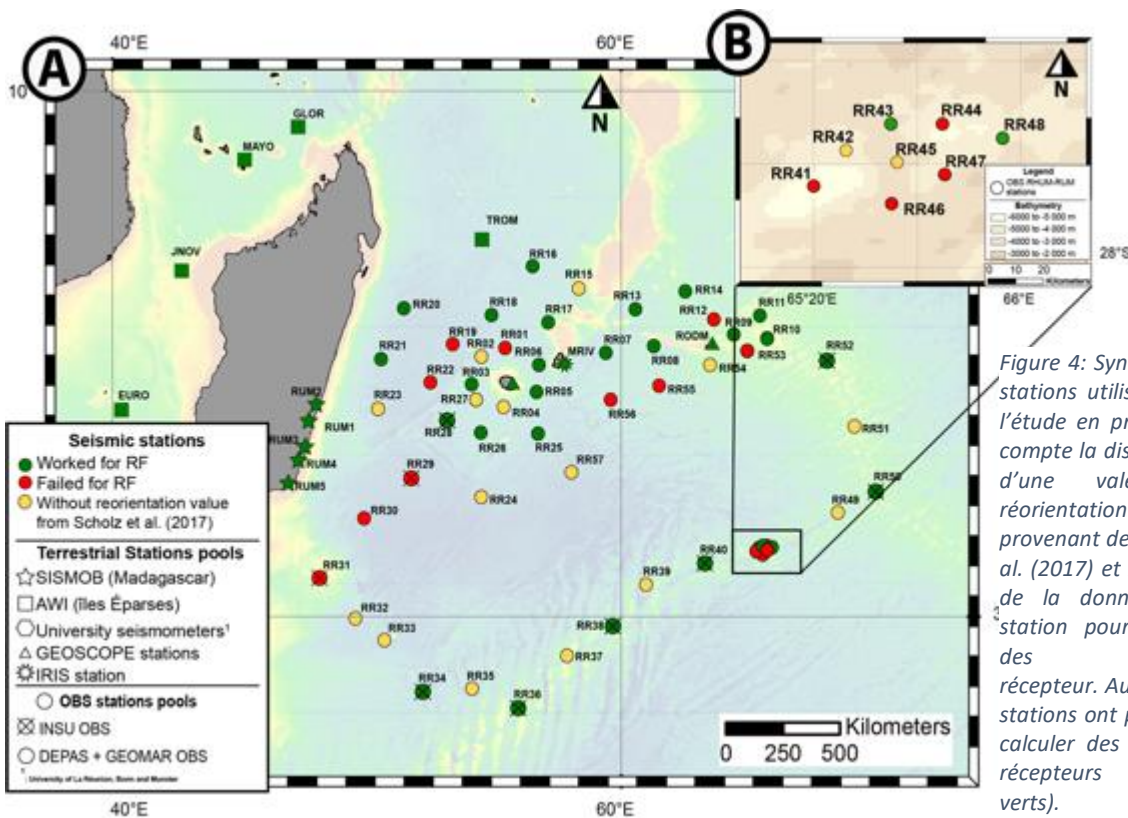 A
B
40°E
60°E
10°
N
N
GLOR
MAYO
JNOV
EURO
TROM
RR16
RR15
RR20
RR18
RR17
RR13
RR14
RR12
RR11
RR09
RR10
RR19
RR02
RR01
RR06
MRIV
RR07
RODM
RR08
RR53
RR52
RR21
RR22
RR03
RR05
RR54
RR55
RR56
RR23
RR27
RR04
RR28
RR26
RR25
RR51
RUM2
RUM1
RUM3
RUM4
RUM5
RR29
RR57
RR24
RR50
RR49
RR30
RR31
RR40
RR39
RR32
RR33
RR38
RR37
RR34
RR35
RR36
RR43
RR44
RR42
RR45
RR48
RR41
RR47
RR46
Legend
OBS RHUM-RUM
stations
Bathymetry
-6000 to -5 000 m
-5000 to -4 000 m
-4000 to -3 000 m
-3000 to -2 000 m
0 10 20
Kilometers
28°S
65°20'E
66°E
Seismic stations
Worked for RF
Failed for RF
Without reorientation value
from Scholz et al. (2017)
Terrestrial Stations pools
SISMOB (Madagascar)
AWI (îles Éparses)
University seismometers¹
GEOSCOPE stations
IRIS station
OBS stations pools
INSU OBS
DEPAS + GEOMAR OBS
1 : University of La Réunion, Bonn and Munster
Kilometers
0 250 500
40°E
60°E
Figure 4: Syn
stations utilis
l'étude en pr
compte la dis
d'une vale
réorientation
provenant de
al. (2017) et
de la donn
station pour
des
récepteur. Au
stations ont p
calculer des
récepteurs
verts).